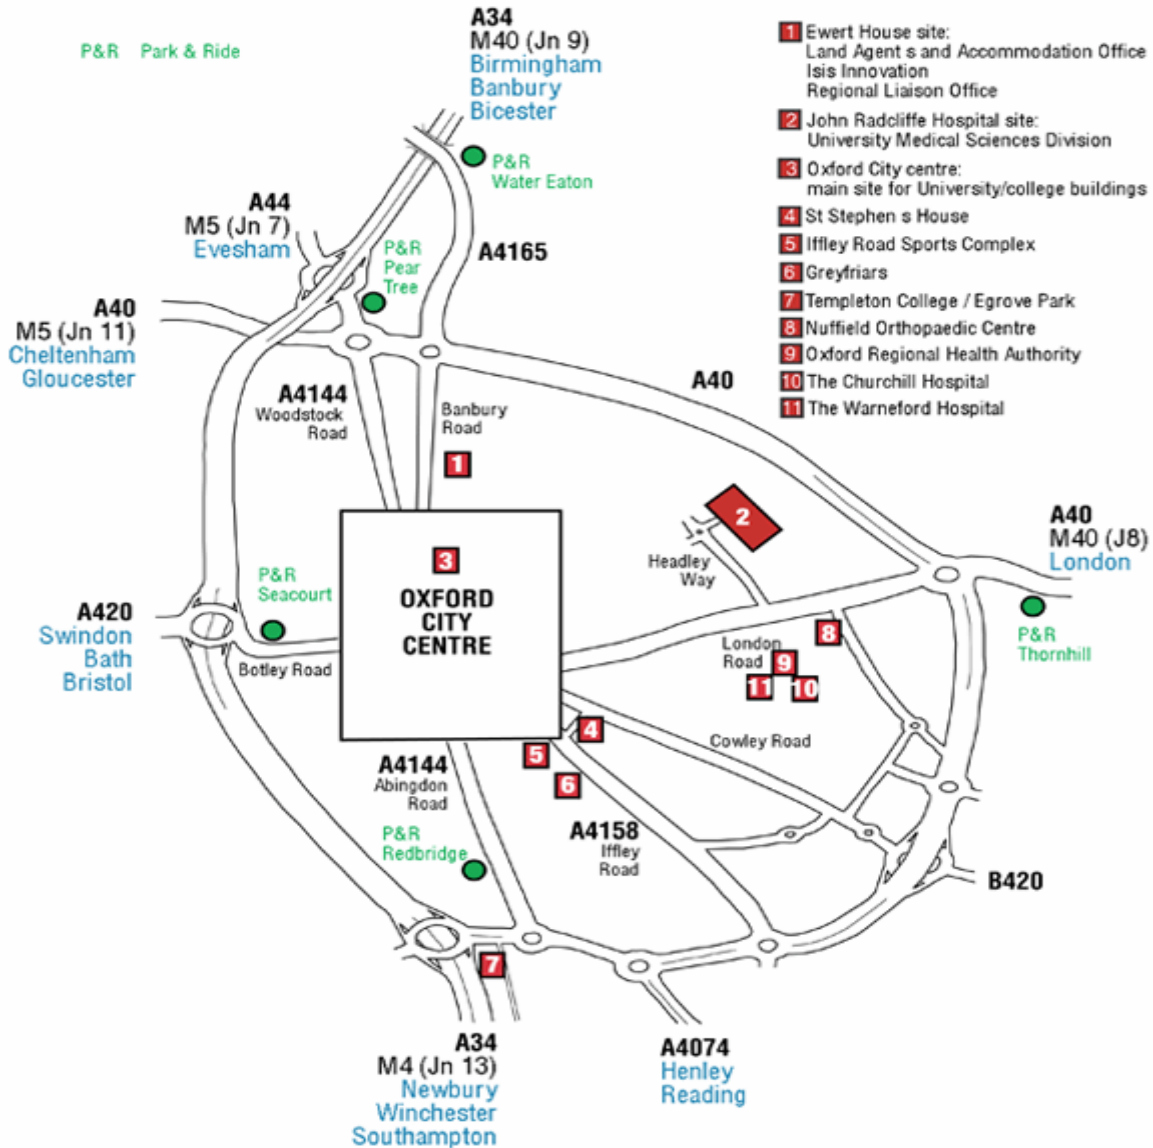 P&R Park & Ride
A34
M40 (Jn 9)
Birmingham
Banbury
Bicester
1 Ewert House site:
Land Agent s and Accommodation Office
Isis Innovation
Regional Liaison Office
2 John Radcliffe Hospital site:
University Medical Sciences Division
3 Oxford City centre:
main site for University/college buildings
4 St Stephen s House
5 Iffley Road Sports Complex
6 Greyfriars
7 Templeton College / Egrove Park
8 Nuffield Orthopaedic Centre
9 Oxford Regional Health Authority
10 The Churchill Hospital
11 The Warneford Hospital
P&R
Water Eaton
A44
M5 (Jn 7)
Evesham
P&R
Pear
Tree
A4165
A40
M5 (Jn 11)
Cheltenham
Gloucester
A4144
Woodstock
Road
Banbury
Road
A40
1
2
3
OXFORD
CITY
CENTRE
Headley
Way
A40
M40 (J8)
London
P&R
Seacourt
A420
Swindon
Bath
Bristol
Botley Road
P&R
Thornhill
8
London
Road
9
11
10
4
5
6
Cowley Road
A4144
Abingdon
Road
P&R
Redbridge
A4158
Iffley
Road
B420
7
A34
M4 (Jn 13)
Newbury
Winchester
Southampton
A4074
Henley
Reading